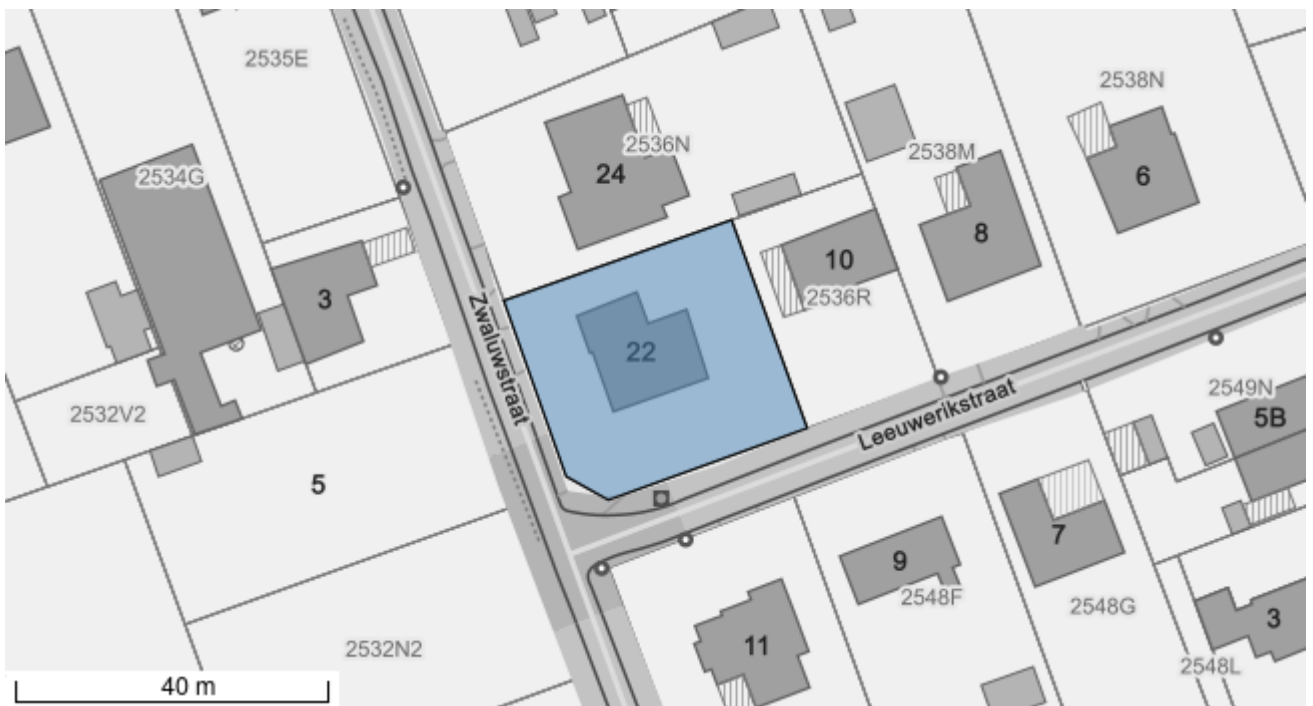 2535E
2538N
2536N
2538M
2534G
24
6
8
3
10
2536R
Zwaluwstraat
22
2549N
2532V2
Leeuwerikstraat
5B
5
7
9
2548F
2548G
11
3
2532N2
2548L
40 m